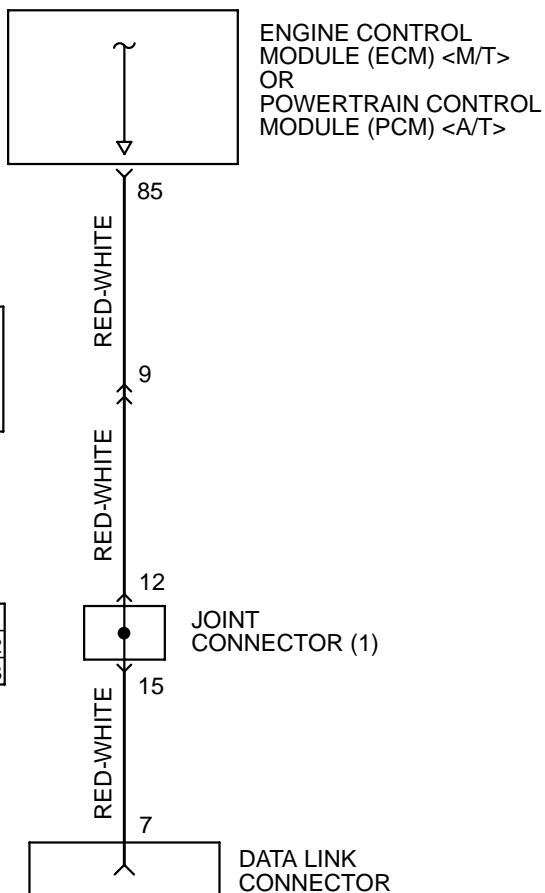 ENGINE CONTROL
MODULE (ECM) <M/T>
OR
POWERTRAIN CONTROL
MODULE (PCM) <A/T>
85
RED-WHITE
9
RED-WHITE
12
JOINT
CONNECTOR (1)
15
RED-WHITE
7
DATA LINK
CONNECTOR